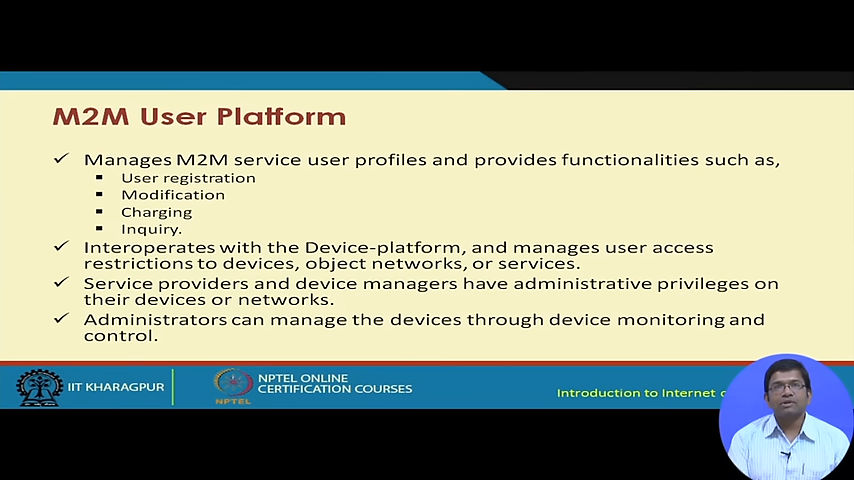 M2M User Platform
Manages M2M service user profiles and provides functionalities such as,
User registration
Modification
Charging
Inquiry.
Interoperates with the Device-platform, and manages user access
restrictions to devices, object networks, or services.
Service providers and device managers have administrative privileges on
their devices or networks.
Administrators can manage the devices through device monitoring and
control.
IIT KHARAGPUR
NPTEL ONLINE
CERTIFICATION COURSES
NPTEL
Introduction to Internet